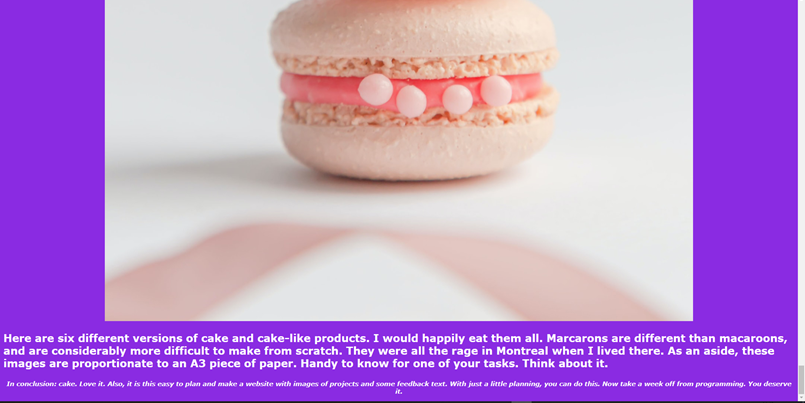 Here are six different versions of cake and cake-like products. I would happily eat them all. Marcarons are different than macaroons,
and are considerably more difficult to make from scratch. They were all the rage in Montreal when I lived there. As an aside, these
images are proportionate to an A3 piece of paper. Handy to know for one of your tasks. Think about it.
In conclusion: cake. Love it. Also, it is this easy to plan and make a website with images of projects and some feedback text. With just a little planning, you can do this. Now take a week off from programming. You deserve
it.